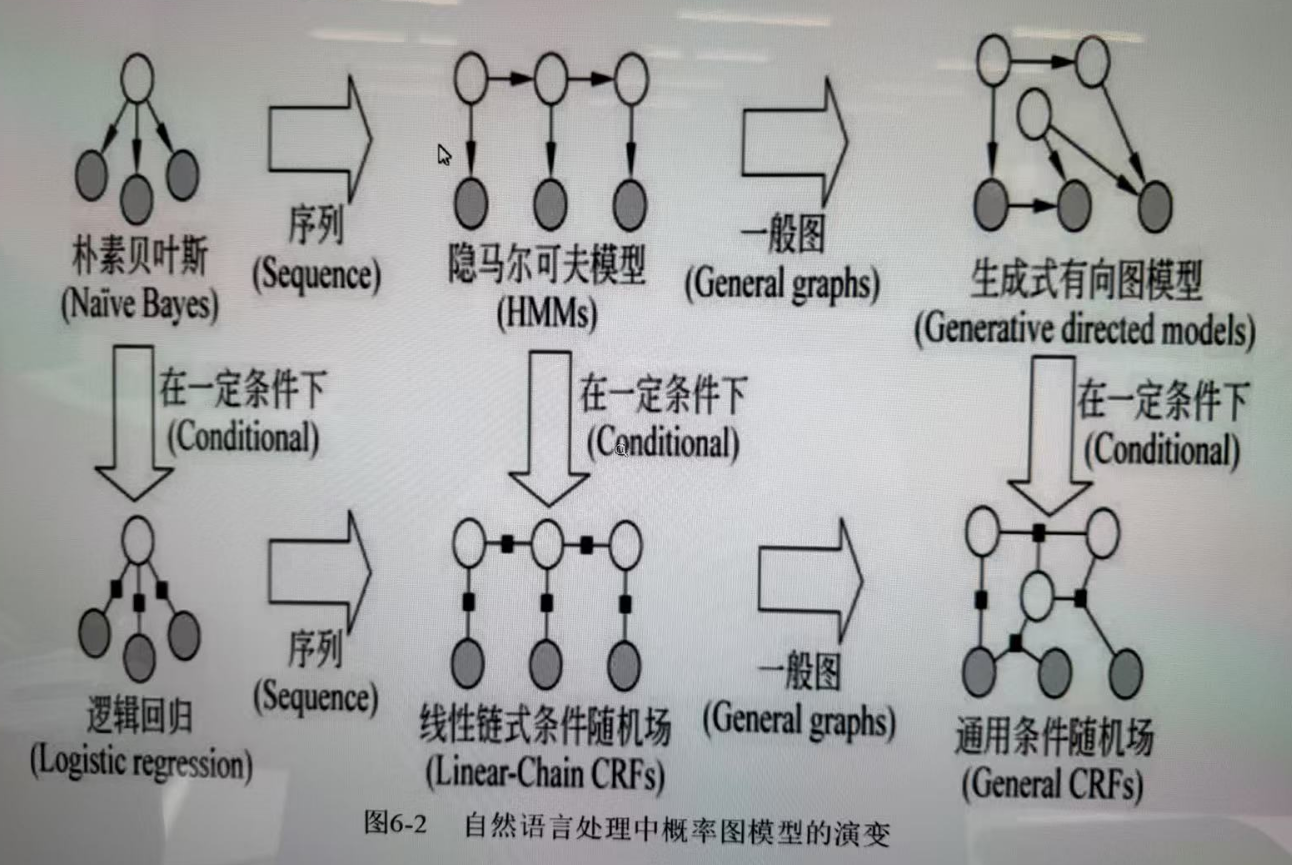 序列
(Sequence)
一般图
(General graphs)
朴素贝叶斯
(Naïve Bayes)
隐马尔可夫模型
(HMMs)
生成式有向图模型
(Generative directed models)
在一定条件下
(Conditional)
在一定条件下
(Conditional)
在一定条件下
(Conditional)
序列
(Sequence)
一般图
(General graphs)
逻辑回归
(Logistic regression)
线性链式条件随机场
(Linear-Chain CRFs)
通用条件随机场
(General CRFs)
图6-2 自然语言处理中概率图模型的演变